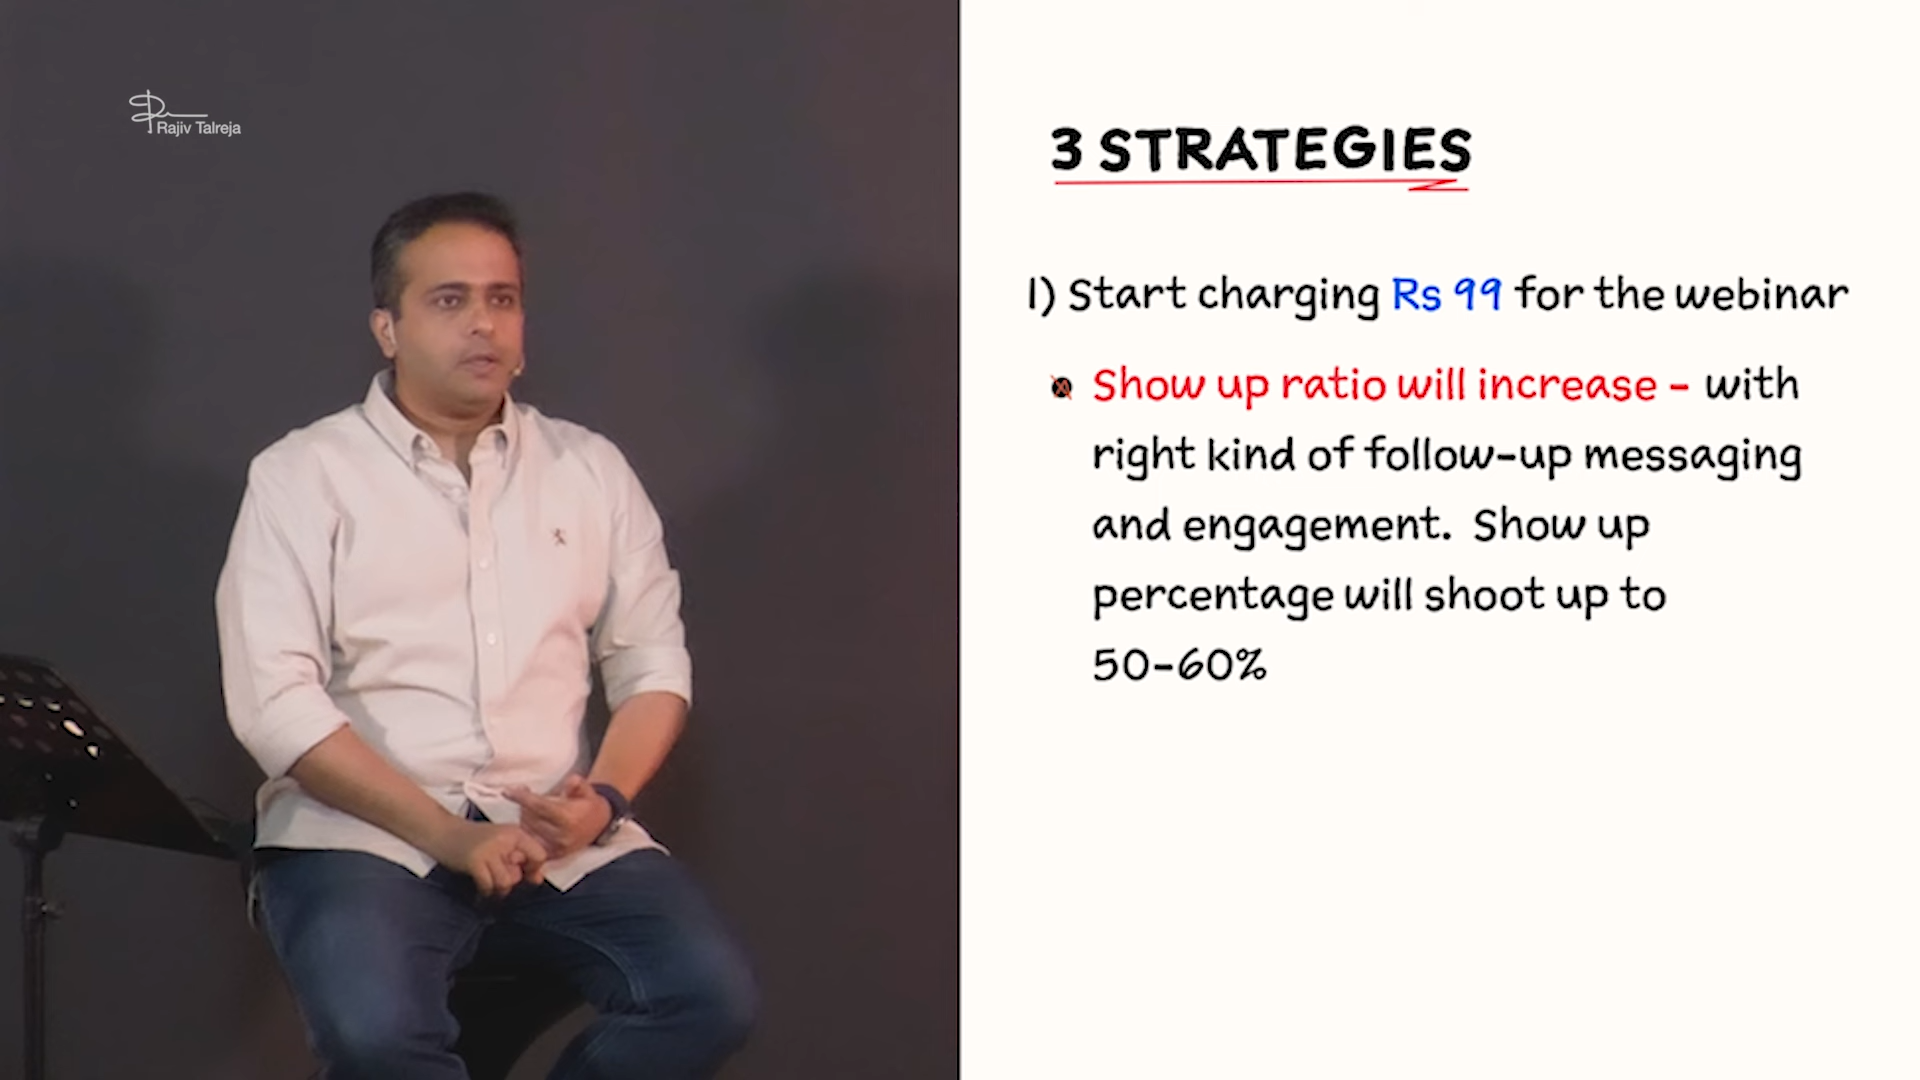 Rajiv Talreja
3 STRATEGIES
1) Start charging Rs 99 for the webinar
Show up ratio will increase - with
right kind of follow-up messaging
and engagement. Show up
percentage will shoot up to
50-60%